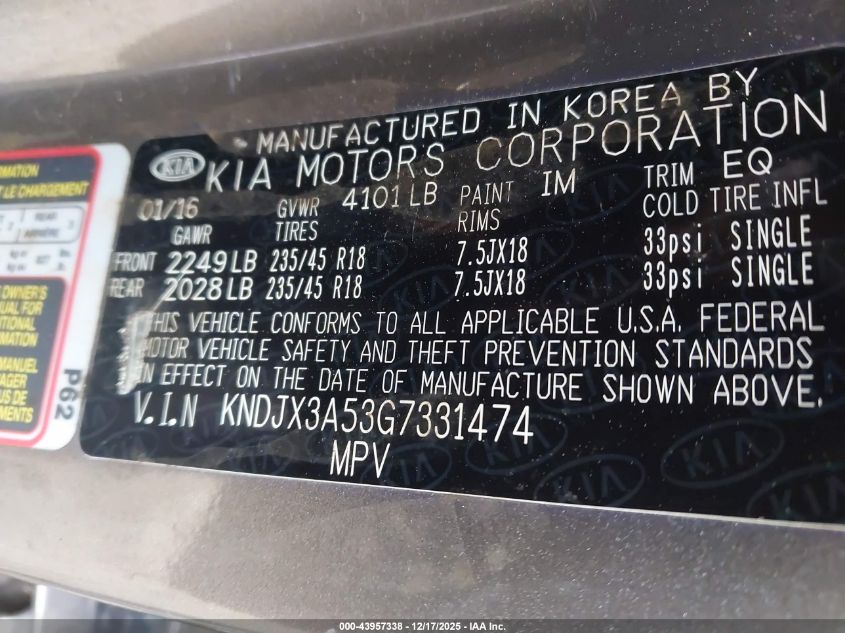 MANUFACTURED IN KOREA BY
KIA KIA MOTORS CORPORATION
01/16 GVWR 4101 LB PAINT IM TRIM EQ
GAWR TIRES RIMS COLD TIRE INFL
FRONT 2249 LB 235/45 R18 7.5JX18 33psi SINGLE
REAR 2028 LB 235/45 R18 7.5JX18 33psi SINGLE
THIS VEHICLE CONFORMS TO ALL APPLICABLE U.S.A. FEDERAL
MOTOR VEHICLE SAFETY AND THEFT PREVENTION STANDARDS
IN EFFECT ON THE DATE OF MANUFACTURE SHOWN ABOVE.
V.I.N KNDJX3A53G7331474
MPV
LE CHARGEMENT
REAR
OWNER'S
P62
000-43957338 - 12/17/2025 - IAA Inc.